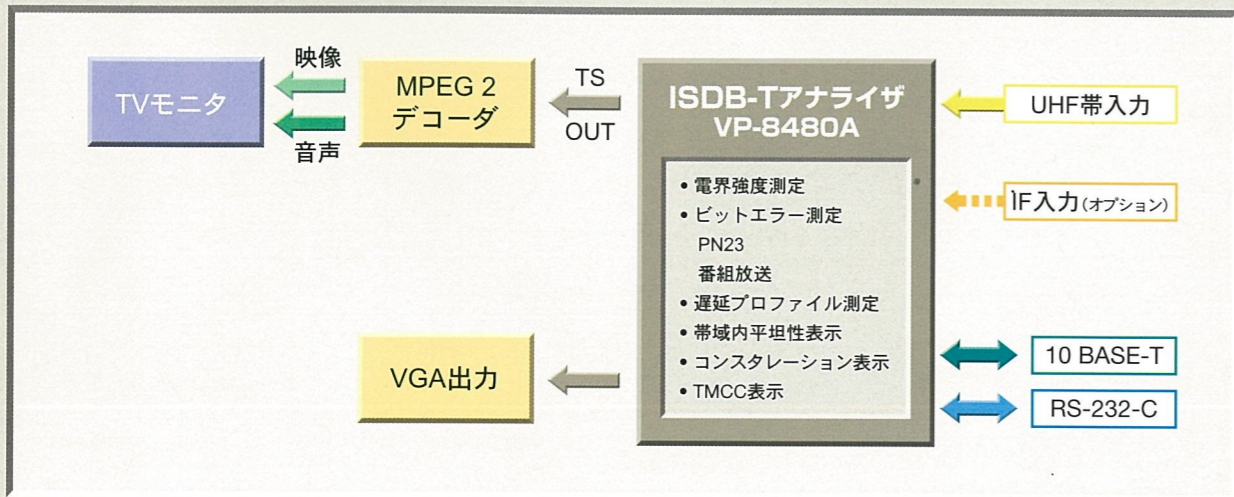 TVモニタ
映像
音声
MPEG 2
デコーダ
TS
OUT
ISDB-Tアナライザ
VP-8480A
• 電界強度測定
• ビットエラー測定
PN23
番組放送
• 遅延プロファイル測定
• 帯域内平坦性表示
• コンスタレーション表示
• TMCC表示
VGA出力
UHF帯入力
IF入力(オプション)
10 BASE-T
RS-232-C